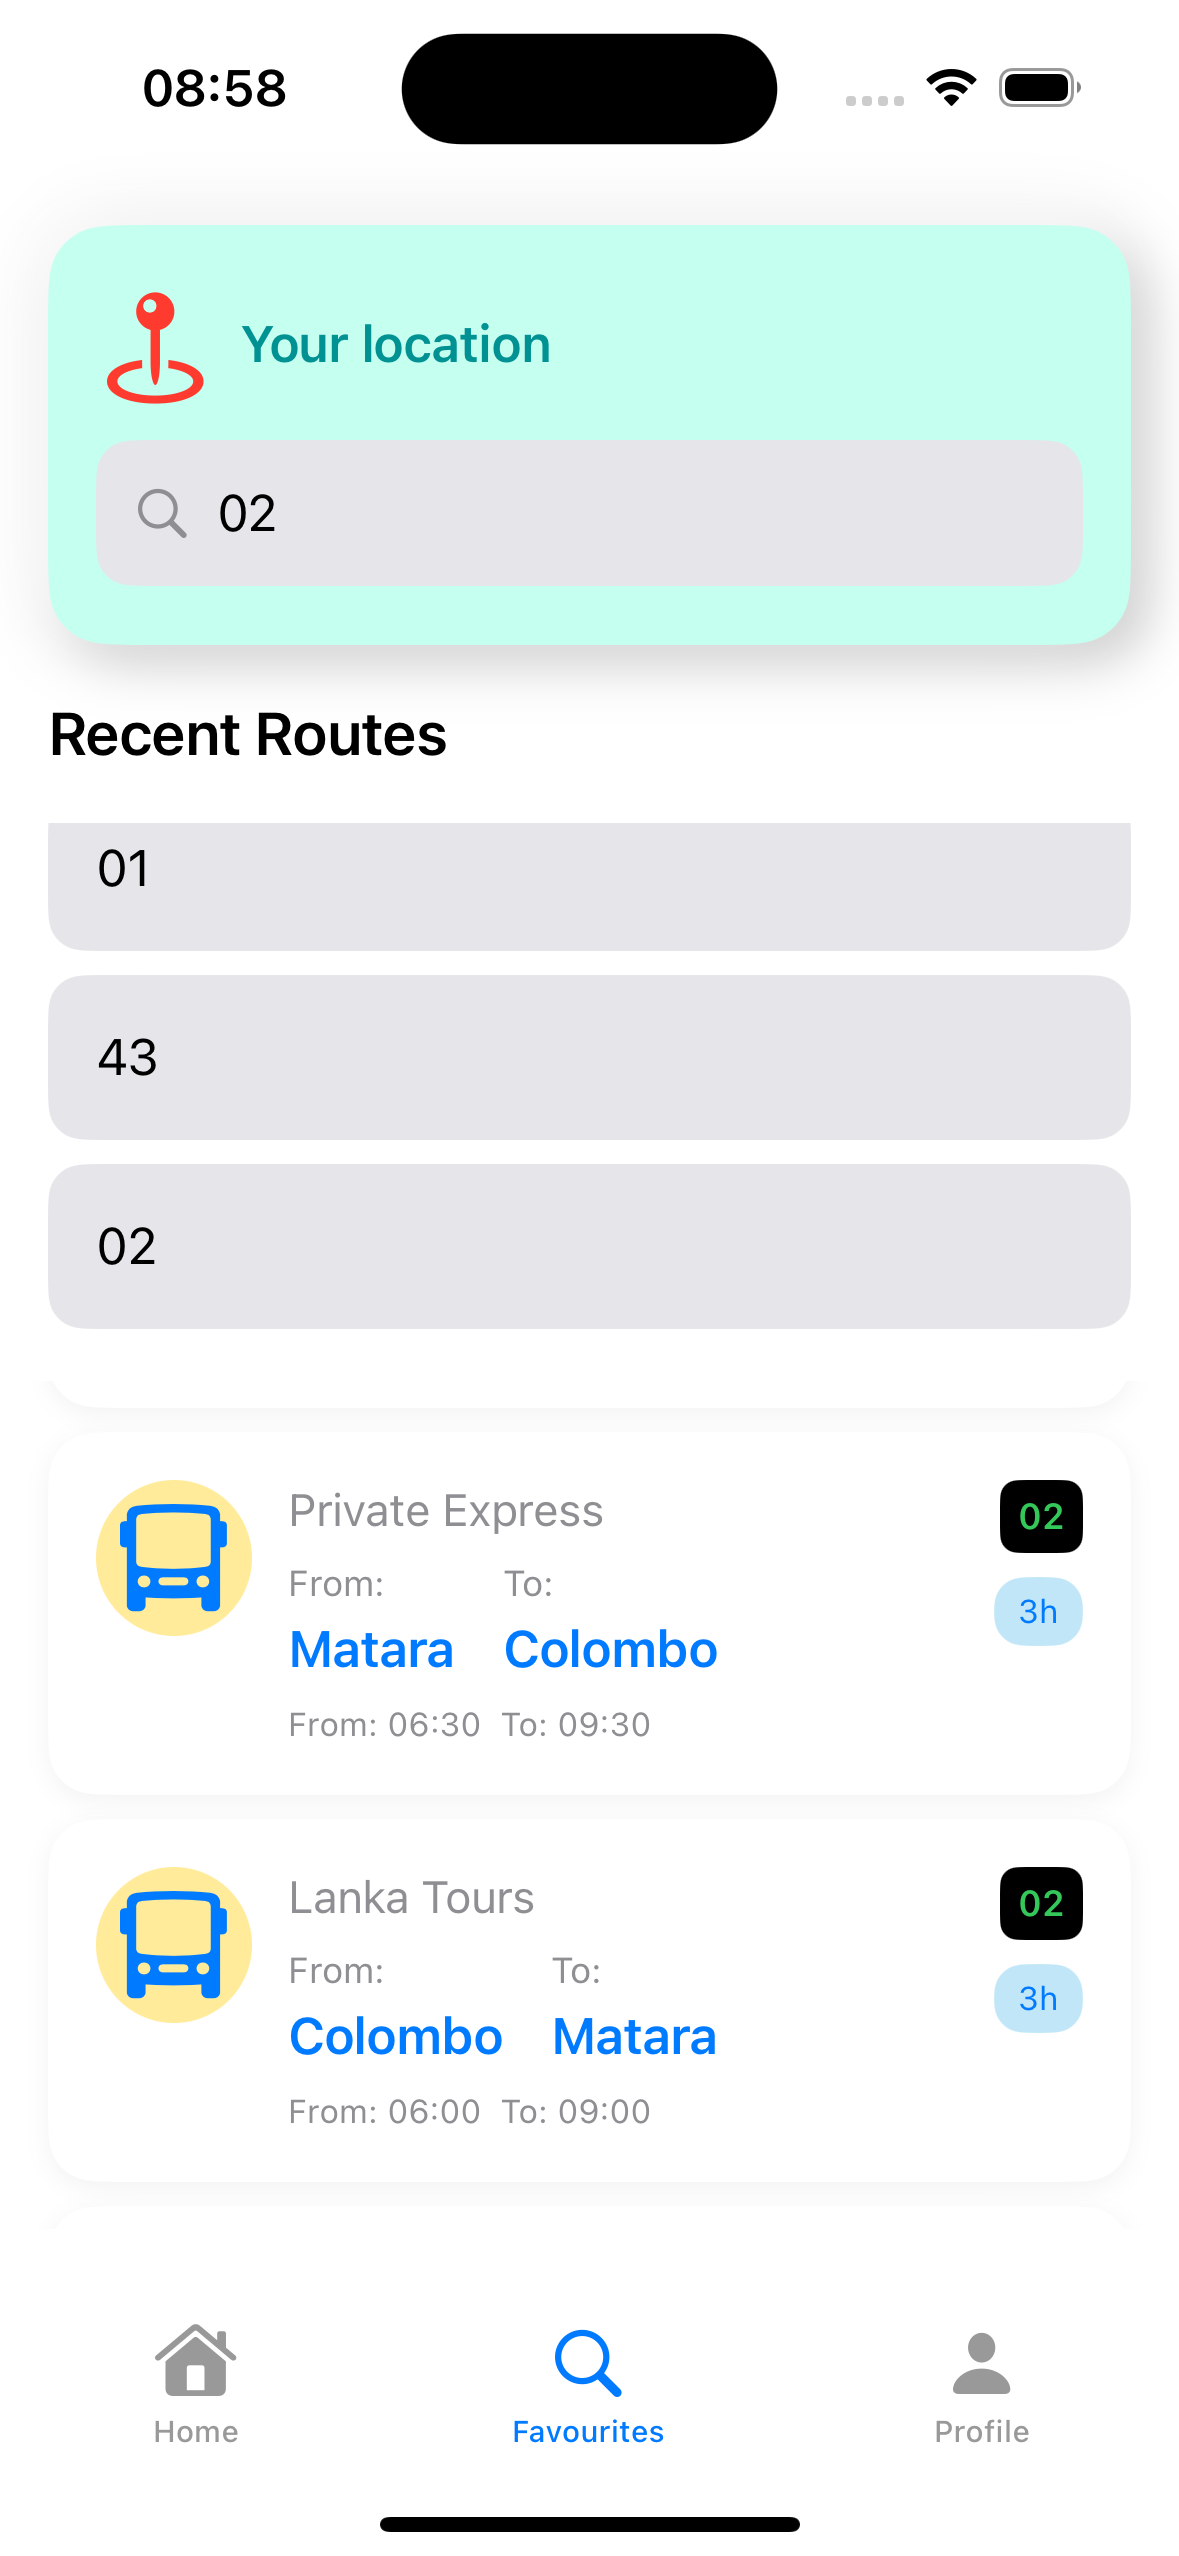 08:58
Your location
02
Recent Routes
01
43
02
Private Express
02
From: To:
3h
Matara Colombo
From: 06:30 To: 09:30
Lanka Tours
02
From: To:
3h
Colombo Matara
From: 06:00 To: 09:00
Home Favourites Profile